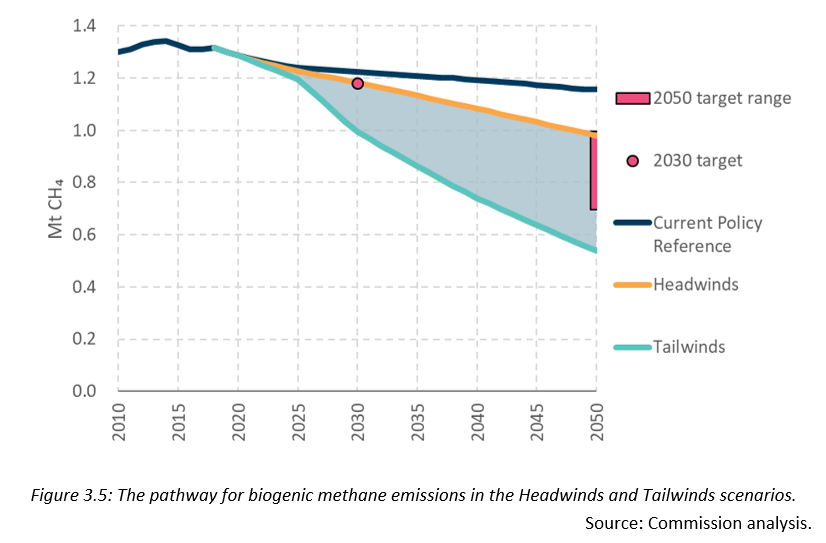 1.4
1.2
1.0
0.8
0.6
0.4
0.2
0.0
Mt CH₄
2010
2015
2020
2025
2030
2035
2040
2045
2050
2050 target range
2030 target
Current Policy
Reference
Headwinds
Tailwinds
Figure 3.5: The pathway for biogenic methane emissions in the Headwinds and Tailwinds scenarios.
Source: Commission analysis.